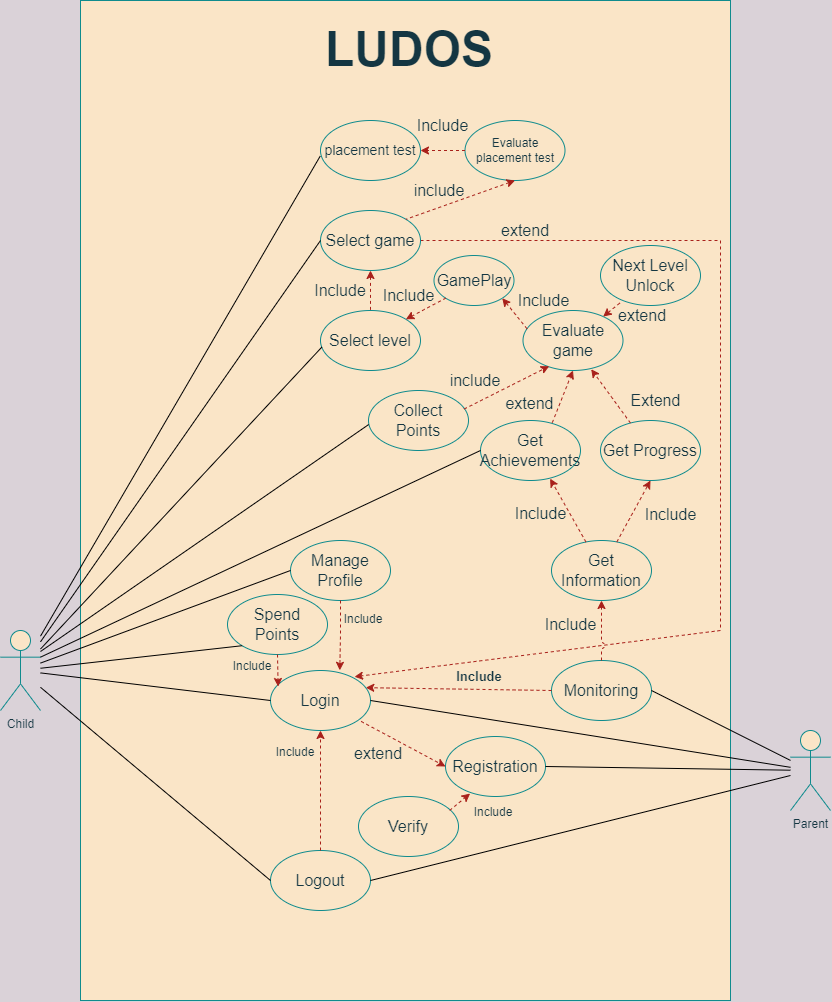 LUDOS
Include
placement test
Evaluate
placement test
include
Select game
extend
Include
GamePlay
Next Level
Unlock
Include
Include
extend
Select level
Evaluate
game
include
Collect
Points
extend
Extend
Get
Achievements
Get Progress
Include
Include
Manage
Profile
Get
Information
Spend
Points
Include
Include
Include
Child
Login
Include
Monitoring
Include
extend
Registration
Include
Verify
Parent
Logout